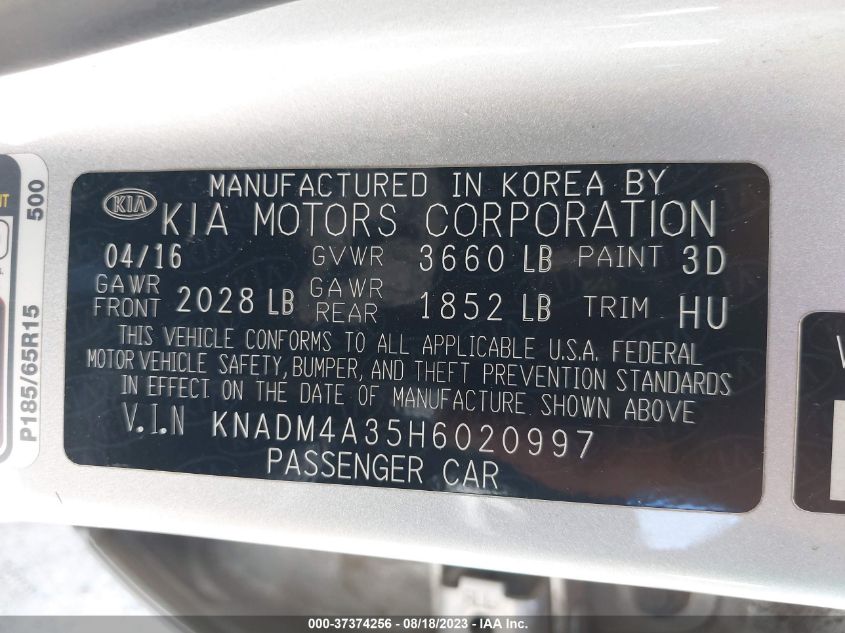 MANUFACTURED IN KOREA BY
KIA KIA MOTORS CORPORATION
04/16 GVWR 3660 LB PAINT 3D
GAWR FRONT 2028 LB GAWR REAR 1852 LB TRIM HU
THIS VEHICLE CONFORMS TO ALL APPLICABLE U.S.A. FEDERAL
MOTOR VEHICLE SAFETY, BUMPER, AND THEFT PREVENTION STANDARDS
IN EFFECT ON THE DATE OF MANUFACTURE SHOWN ABOVE
V.I.N KNADM4A35H6020997
PASSENGER CAR
P185/65R15 500
000-37374256 / 08/18/2023 - IAA Inc.